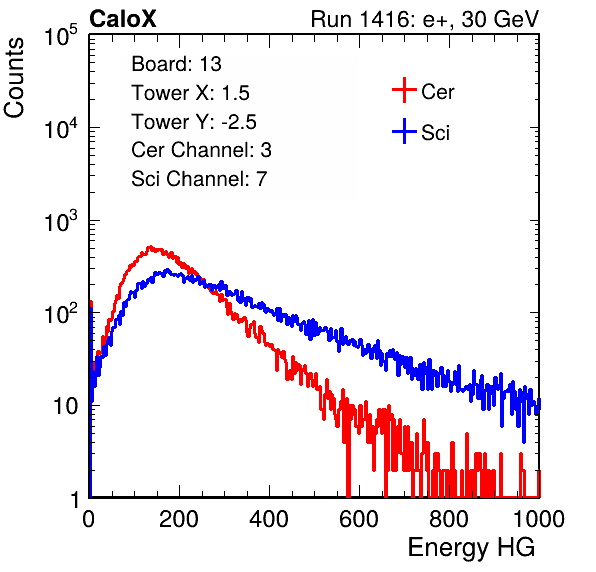 CaloX Run 1416: e+, 30 GeV
Board: 13
Tower X: 1.5
Tower Y: -2.5
Cer Channel: 3
Sci Channel: 7
Cer
Sci
Counts
10^5
10^4
10^3
10^2
10
1
0 200 400 600 800 1000
Energy HG